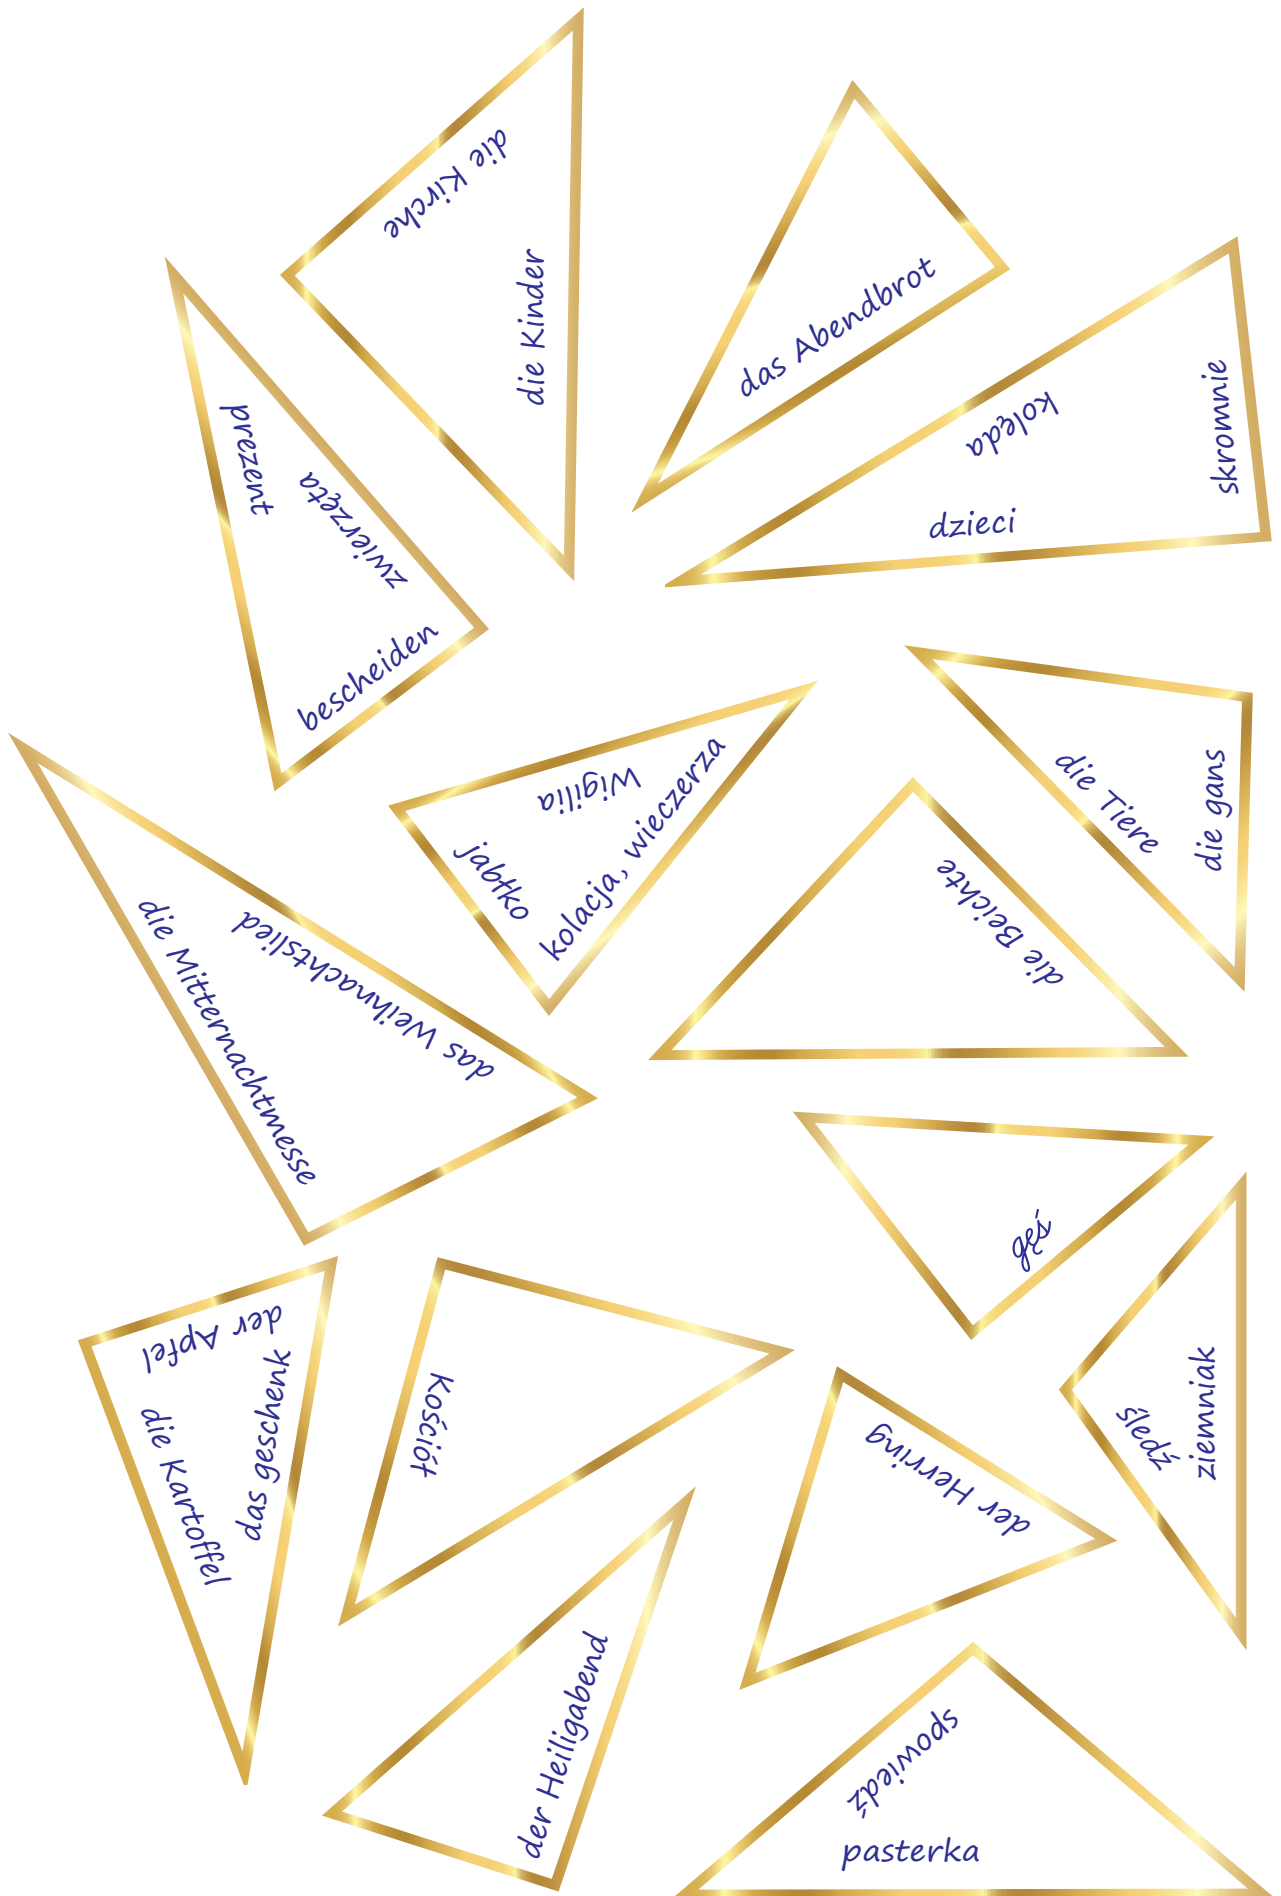 die Kirche
die Kinder
das Abendbrot
kolęda
skromnie
dzieci
prezent
zwierzęta
bescheiden
Wigilia
jabłko
kolacja, wieczerza
die Tiere
die gans
die Beichte
die Mitternachtmesse
das Weihnachtslied
gęś
der Apfel
das geschenk
die Kartoffel
Kościół
der Herring
śledź
ziemniak
der Heiligabend
spowiedź
pasterka